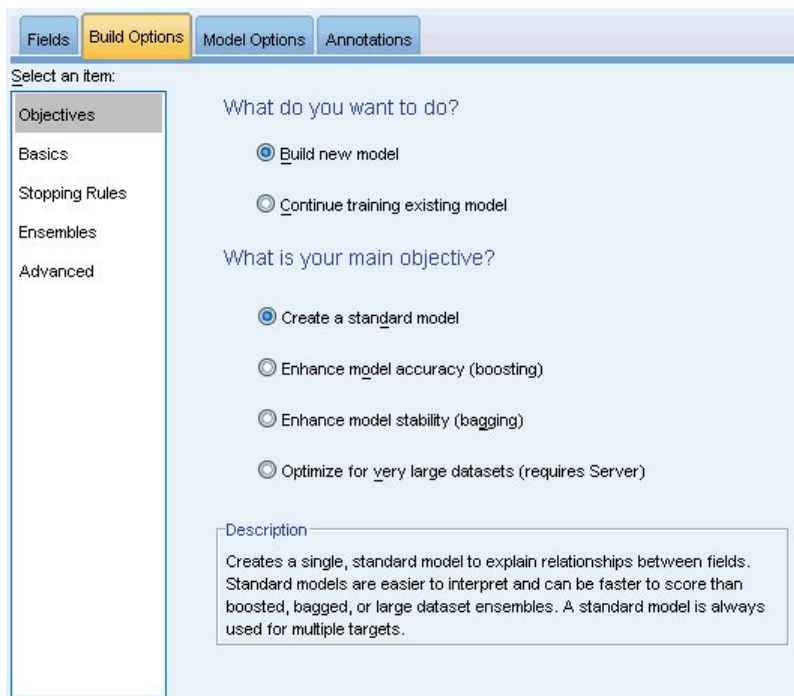 Fields
Build Options
Model Options
Annotations
Select an item:
Objectives
Basics
Stopping Rules
Ensembles
Advanced
What do you want to do?
Build new model
Continue training existing model
What is your main objective?
Create a standard model
Enhance model accuracy (boosting)
Enhance model stability (bagging)
Optimize for very large datasets (requires Server)
Description
Creates a single, standard model to explain relationships between fields.
Standard models are easier to interpret and can be faster to score than
boosted, bagged, or large dataset ensembles. A standard model is always
used for multiple targets.